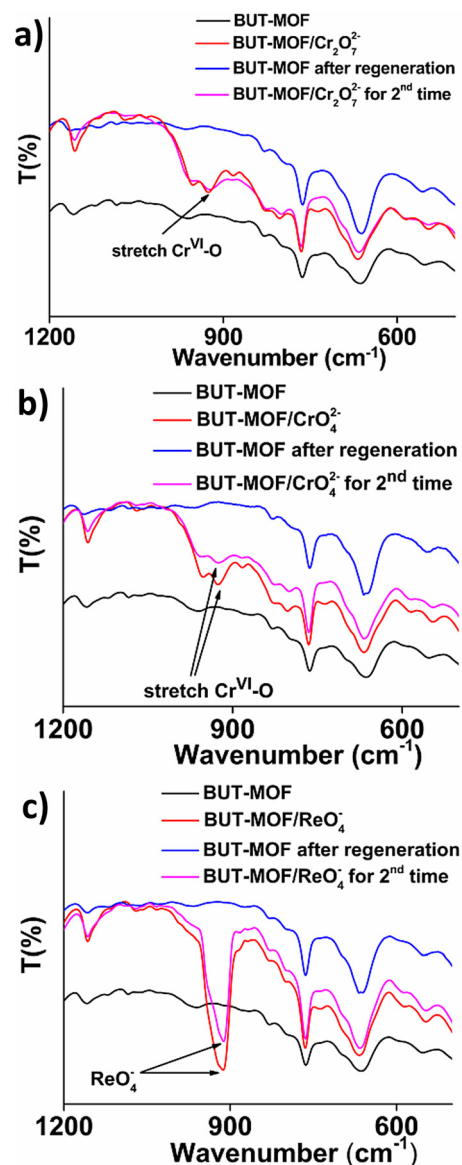 a)
BUT-MOF
BUT-MOF/Cr₂O₇²⁻
BUT-MOF after regeneration
BUT-MOF/Cr₂O₇²⁻ for 2ⁿᵈ time
T(%)
stretch Crⱽᴵ-O
1200 900 600
Wavenumber (cm⁻¹)
b)
BUT-MOF
BUT-MOF/CrO₄²⁻
BUT-MOF after regeneration
BUT-MOF/CrO₄²⁻ for 2ⁿᵈ time
T(%)
stretch Crⱽᴵ-O
1200 900 600
Wavenumber (cm⁻¹)
c)
BUT-MOF
BUT-MOF/ReO₄⁻
BUT-MOF after regeneration
BUT-MOF/ReO₄⁻ for 2ⁿᵈ time
T(%)
ReO₄⁻
1200 900 600
Wavenumber (cm⁻¹)